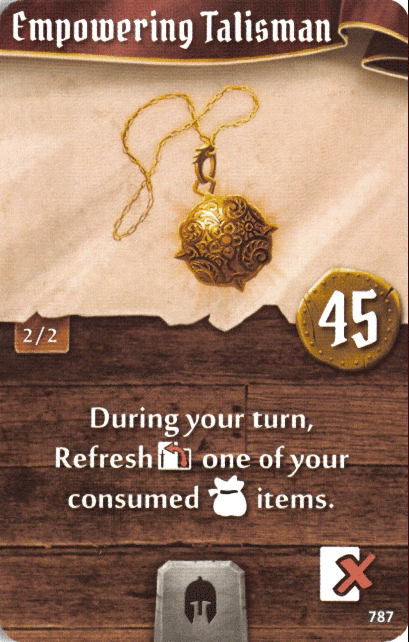 Empowering Talisman
45
2/2
During your turn,
Refresh one of your
consumed items.
787